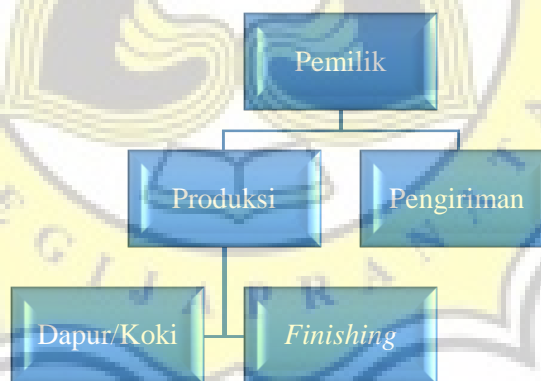 Pemilik
Produksi
Pengiriman
Dapur/Koki
Finishing